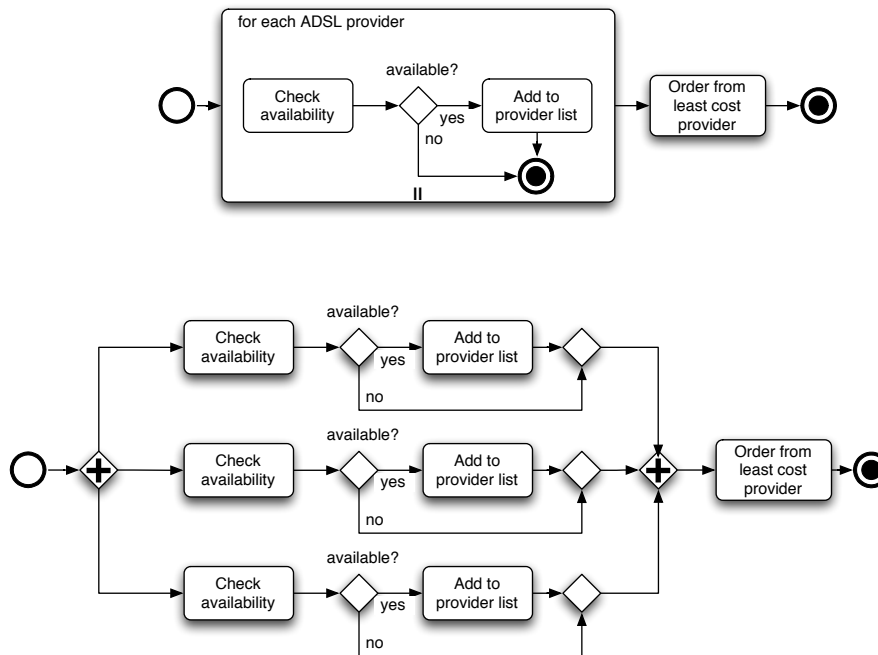 for each ADSL provider
available?
Check
availability
yes
Add to
provider list
no
Order from
least cost
provider
available?
Check
availability
yes
Add to
provider list
no
available?
Check
availability
yes
Add to
provider list
no
Order from
least cost
provider
available?
Check
availability
yes
Add to
provider list
no